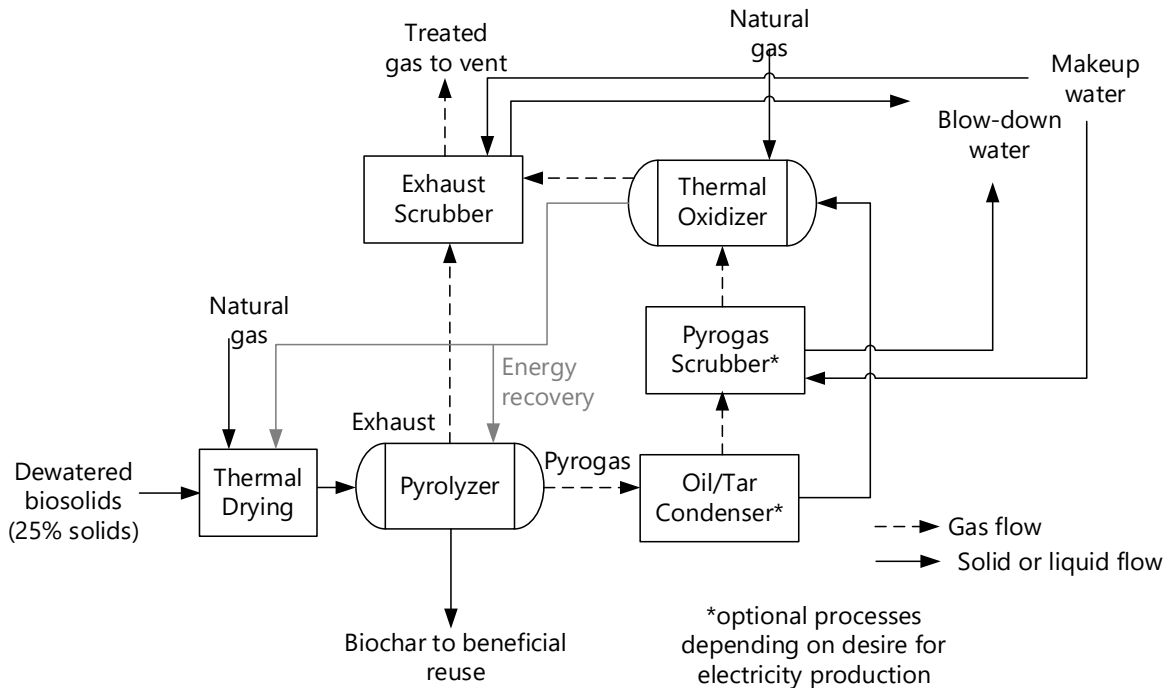 Treated
gas to vent
Natural
gas
Makeup
water
Blow-down
water
Exhaust
Scrubber
Thermal
Oxidizer
Natural
gas
Pyrogas
Scrubber*
Energy
recovery
Exhaust
Dewatered
biosolids
(25% solids)
Thermal
Drying
Pyrolyzer
Pyrogas
Oil/Tar
Condenser*
Gas flow
Solid or liquid flow
Biochar to beneficial
reuse
*optional processes
depending on desire for
electricity production